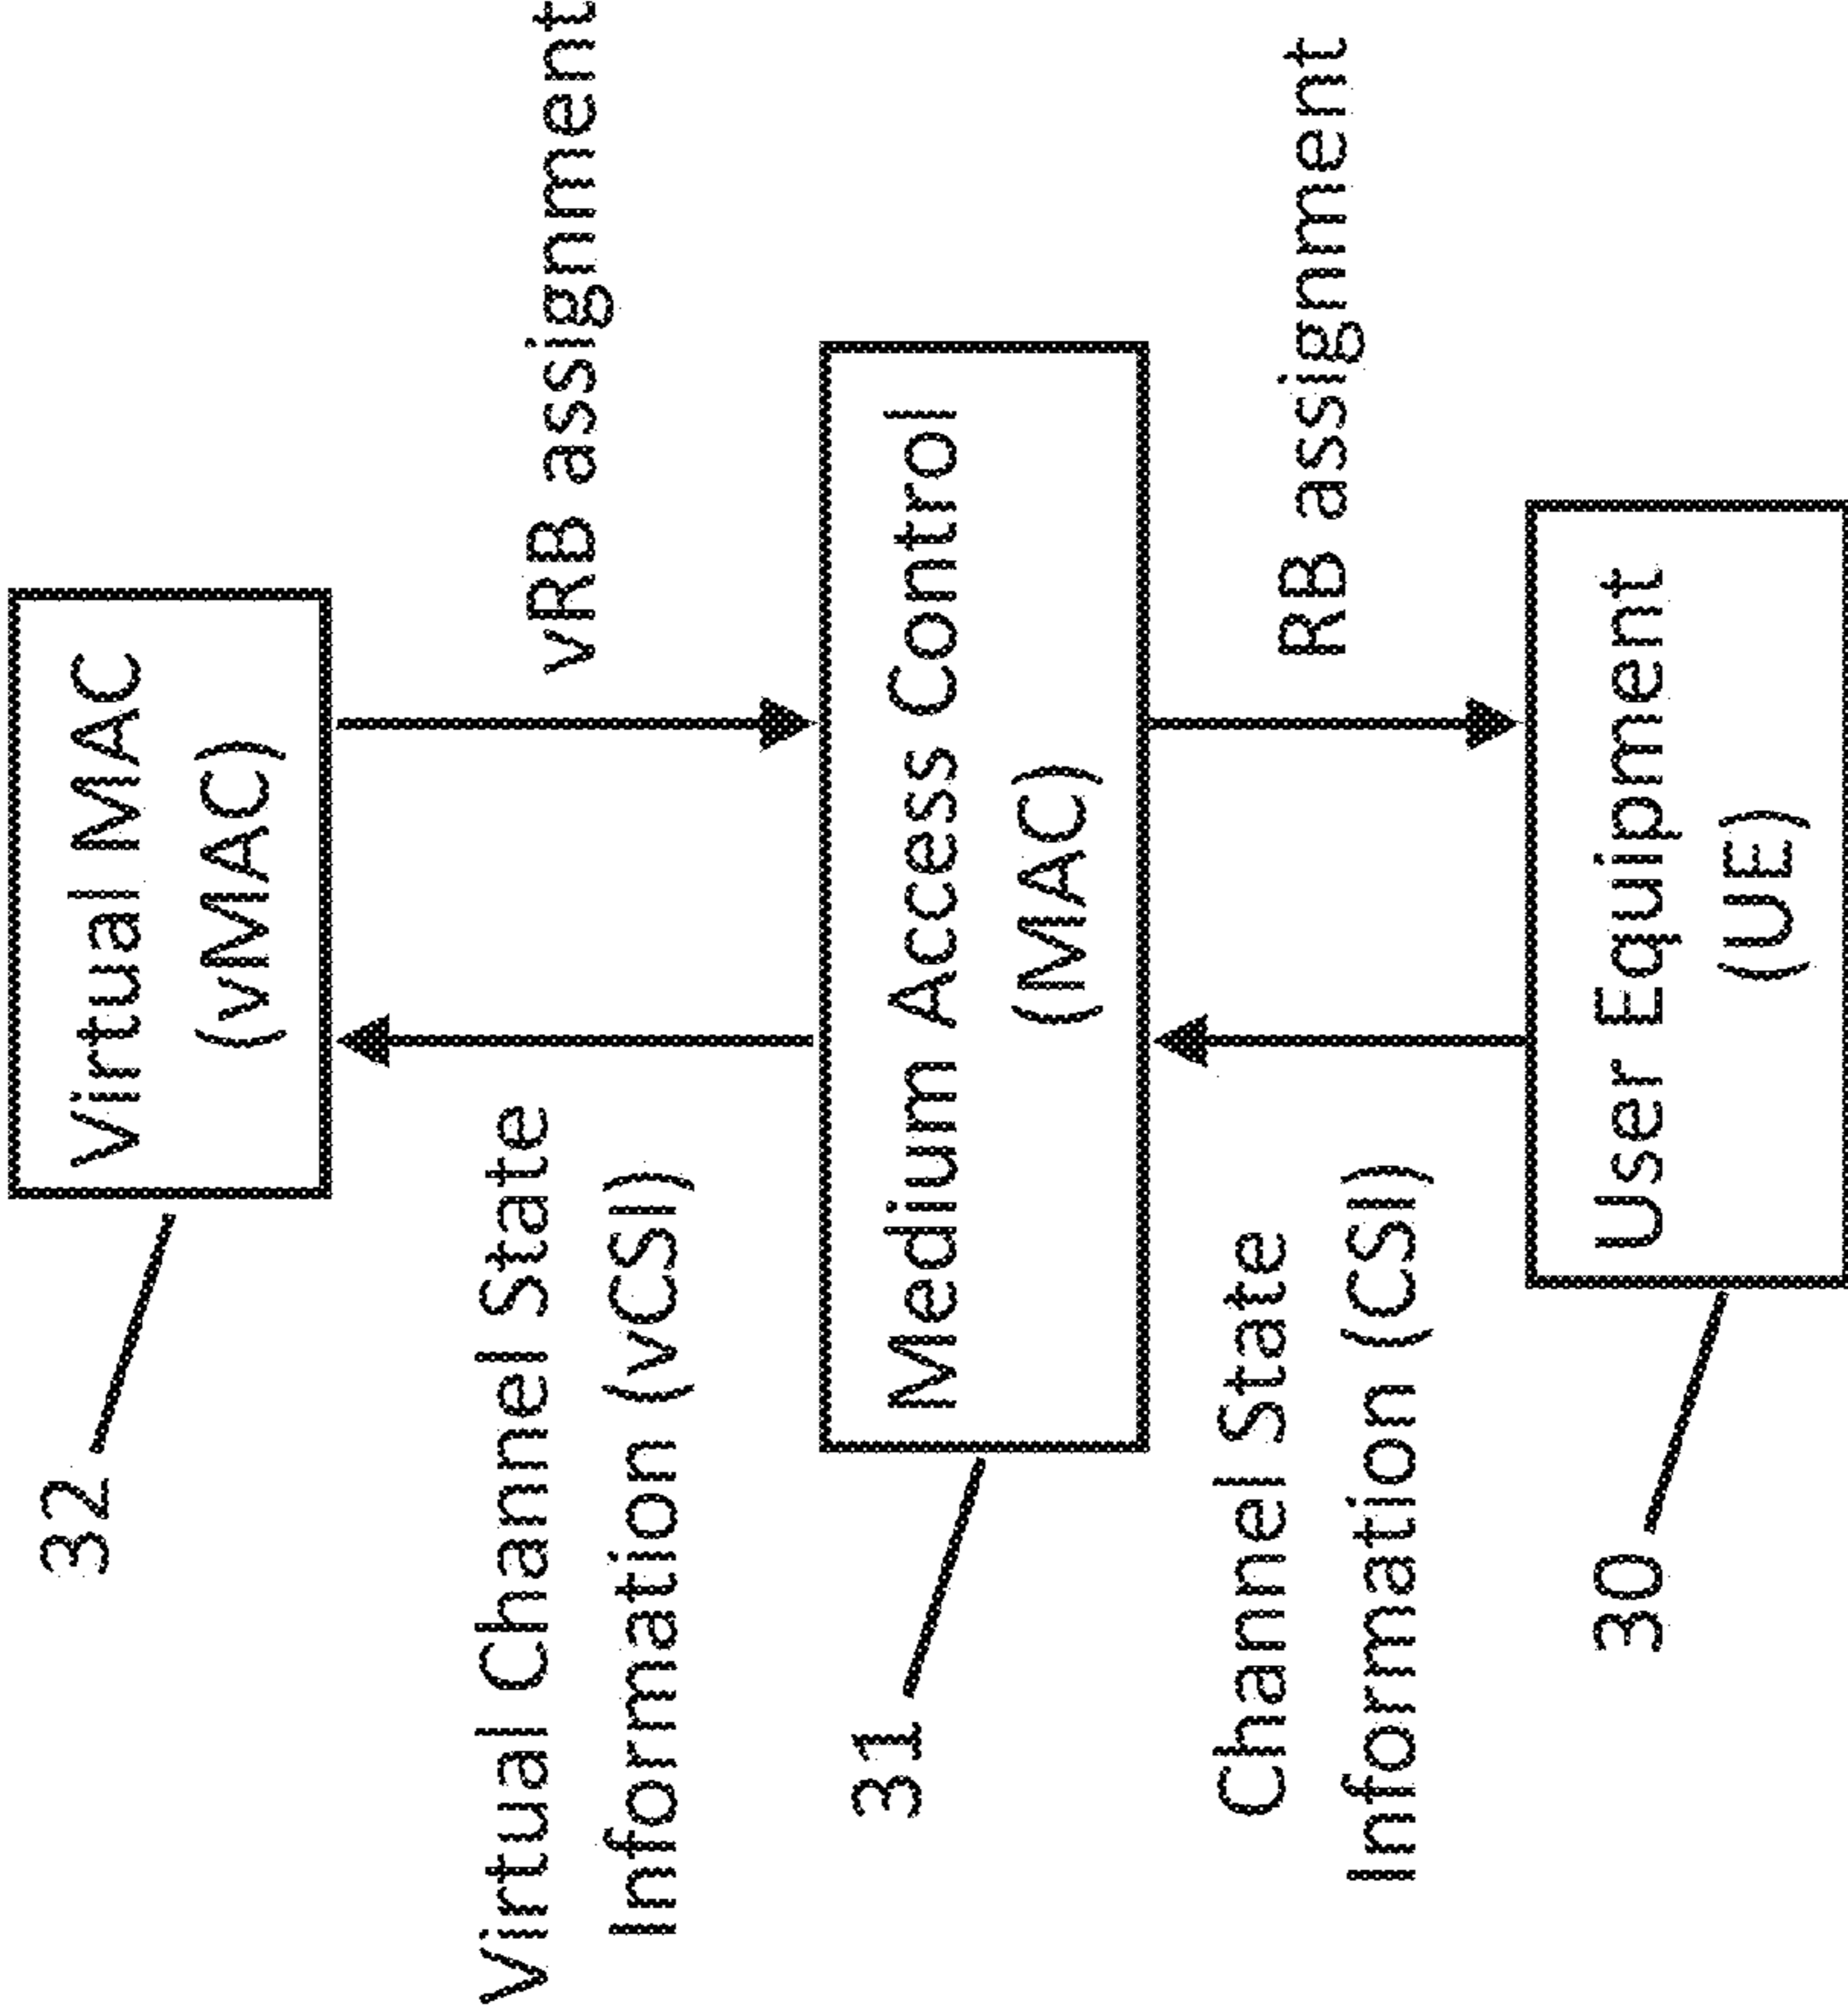 32
Virtual MAC
(vMAC)
Virtual Channel State
Information (vCSI)
vRB assignment
31
Medium Access Control
(MAC)
Channel State
Information (CSI)
RB assignment
30
User Equipment
(UE)